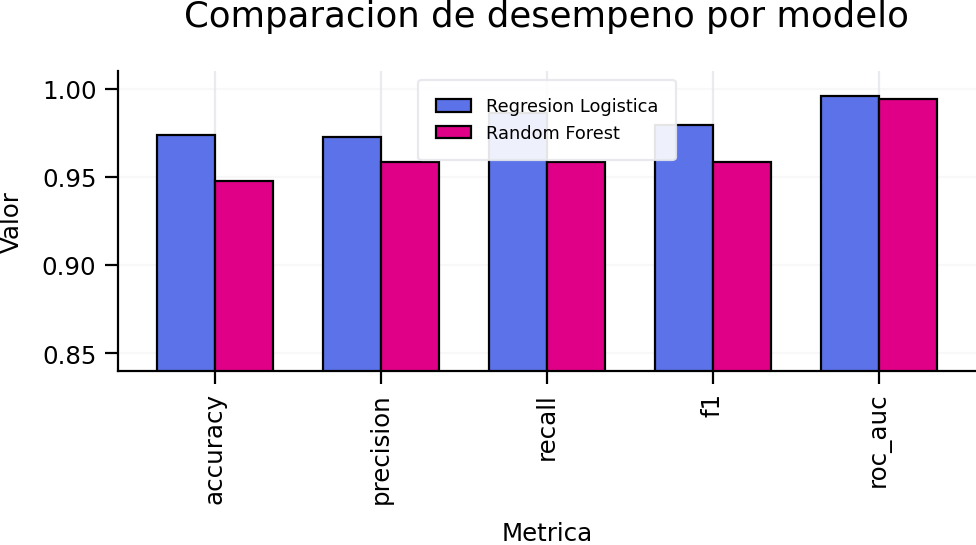 Comparacion de desempeno por modelo
Valor
1.00
0.95
0.90
0.85
Regresion Logistica
Random Forest
accuracy
precision
recall
f1
roc_auc
Metrica